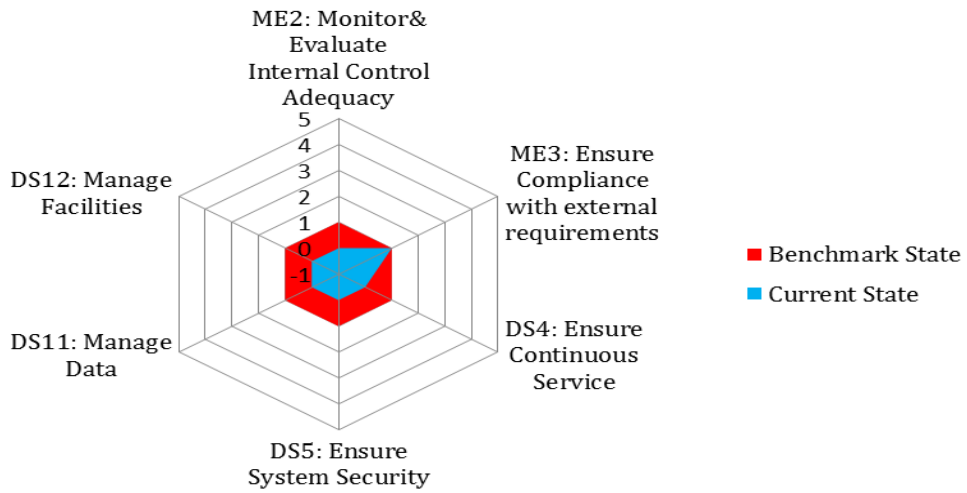 ME2: Monitor&
Evaluate
Internal Control
Adequacy
5
4
3
2
1
0
-1
ME3: Ensure
Compliance
with external
requirements
DS4: Ensure
Continuous
Service
DS5: Ensure
System Security
DS11: Manage
Data
DS12: Manage
Facilities
Benchmark State
Current State